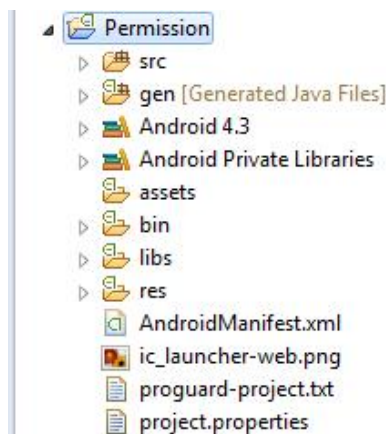 Permission
src
gen [Generated Java Files]
Android 4.3
Android Private Libraries
assets
bin
libs
res
AndroidManifest.xml
ic_launcher-web.png
proguard-project.txt
project.properties